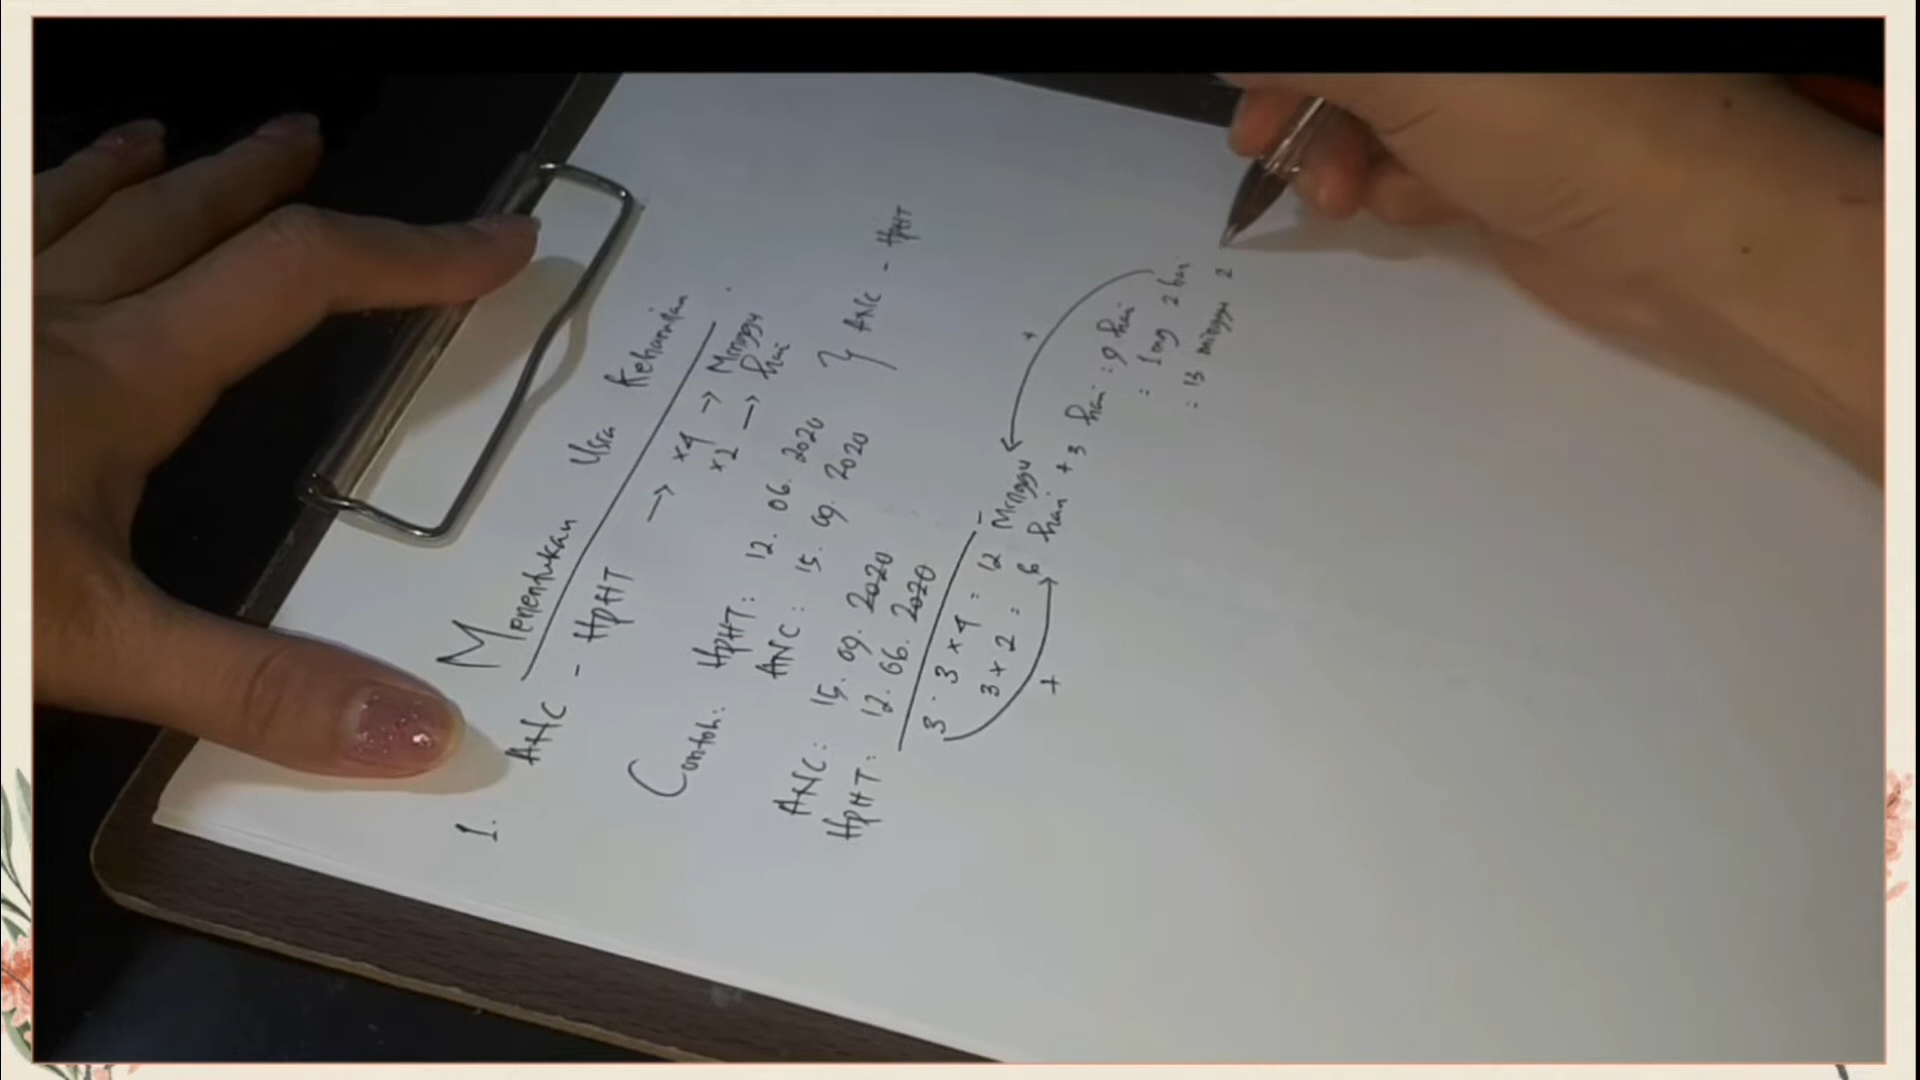 Menentukan Usia Kehamilan
1. ANC - HPHT → x4 → Minggu
x2 → hari
Contoh: HPHT: 12. 06. 2020
ANC: 15. 09. 2020 } ANC - HPHT
ANC: 15. 09. 2020
HPHT: 12. 06. 2020 -
3. 3 x 4 = 12 Minggu
3 x 2 = 6 hari + 3 hari : 9 hari
+
+
: 1 mg 2 hari
: 13 minggu 2